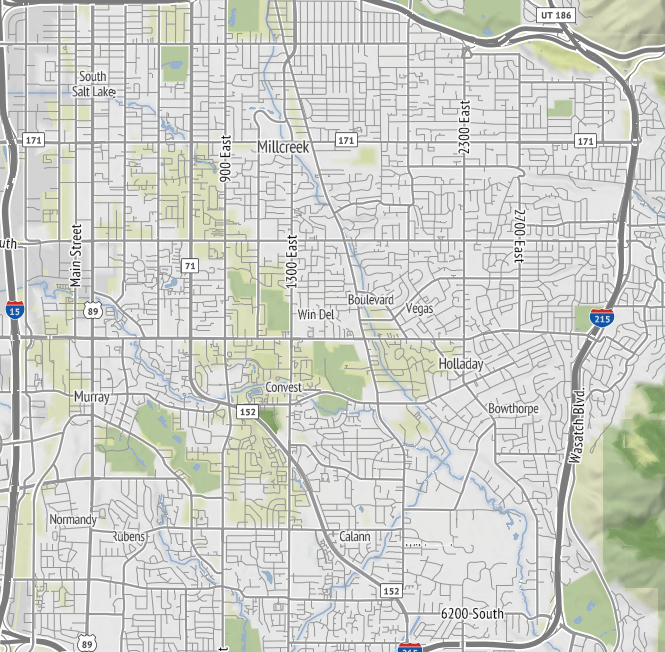 UT 186
South
Salt Lake
171
Millcreek
171
171
900 East
2300 East
2700 East
1300 East
Main Street
71
15
89
Boulevard
Win Del
Vegas
215
Holladay
Convest
Murray
152
Bowthorpe
Wasatch Blvd.
Normandy
Rubens
Calann
152
6200 South
89